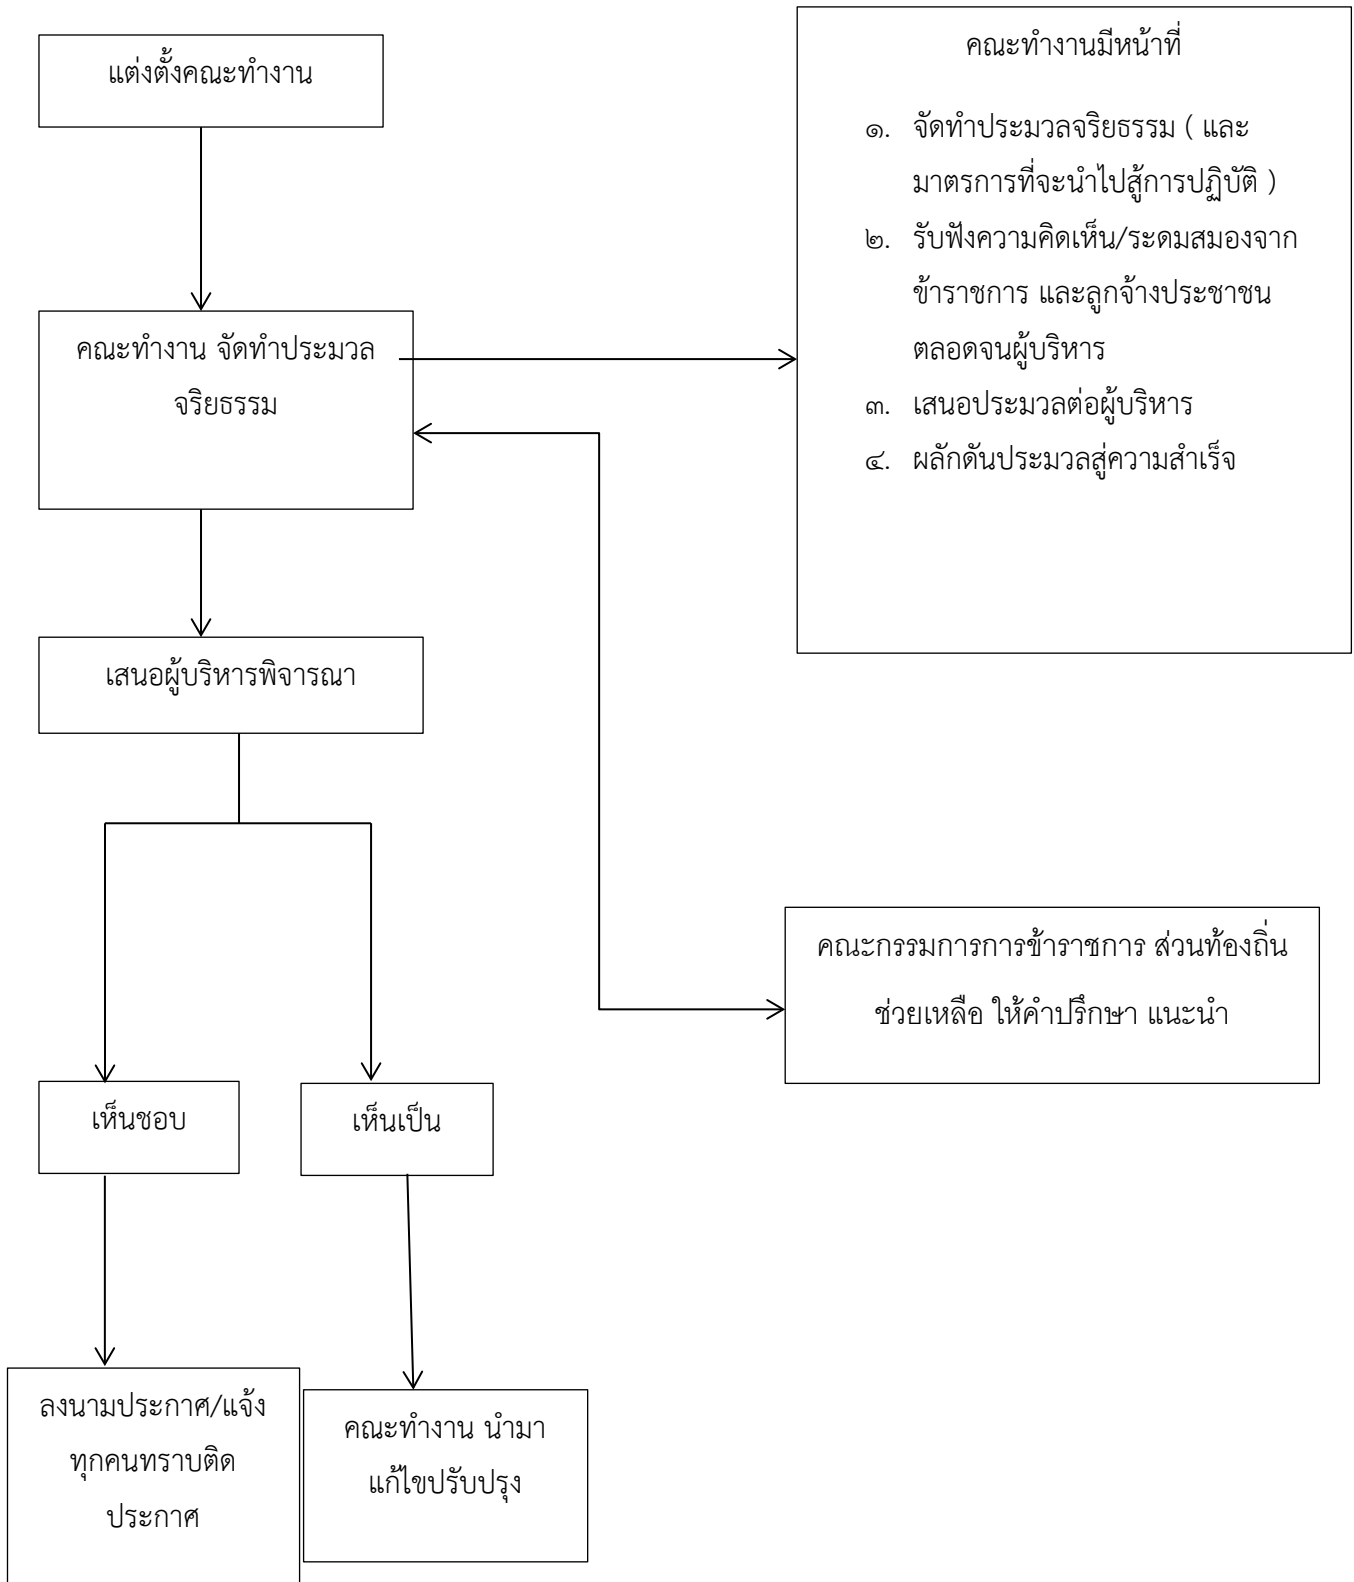 แต่งตั้งคณะทำงาน
คณะทำงานมีหน้าที่
๑. จัดทำประมวลจริยธรรม ( และ
มาตรการที่จะนำไปสู้การปฏิบัติ )
๒. รับฟังความคิดเห็น/ระดมสมองจาก
ข้าราชการ และลูกจ้างประชาชน
ตลอดจนผู้บริหาร
๓. เสนอประมวลต่อผู้บริหาร
๔. ผลักดันประมวลสู่ความสำเร็จ
คณะทำงาน จัดทำประมวล
จริยธรรม
เสนอผู้บริหารพิจารณา
คณะกรรมการการข้าราชการ ส่วนท้องถิ่น
ช่วยเหลือ ให้คำปรึกษา แนะนำ
เห็นชอบ
เห็นเป็น
ลงนามประกาศ/แจ้ง
ทุกคนทราบติด
ประกาศ
คณะทำงาน นำมา
แก้ไขปรับปรุง